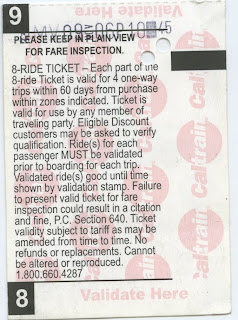 9
Validate Here
PLEASE KEEP IN PLAIN VIEW
FOR FARE INSPECTION.
8-RIDE TICKET – Each part of the
8-ride Ticket is valid for 4 one-way
trips within 60 days from purchase
within zones indicated. Ticket is
valid for use by any member of
traveling party. Eligible Discount
customers may be asked to verify
qualification. Ride(s) for each
passenger MUST be validated
prior to boarding for each trip.
Validated ride(s) good until time
shown by validation stamp. Failure
to present valid ticket for fare
inspection could result in a citation
and fine, P.C. Section 640. Ticket
validity subject to tariff as may be
amended from time to time. No
refunds or replacements. Cannot
be altered or reproduced.
1.800.660.4287
Caltrain Caltrain
8
Validate Here